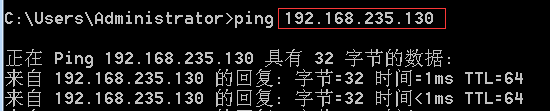 C:\Users\Administrator>ping 192.168.235.130
正在 Ping 192.168.235.130 具有 32 字节的数据:
来自 192.168.235.130 的回复: 字节=32 时间=1ms TTL=64
来自 192.168.235.130 的回复: 字节=32 时间<1ms TTL=64